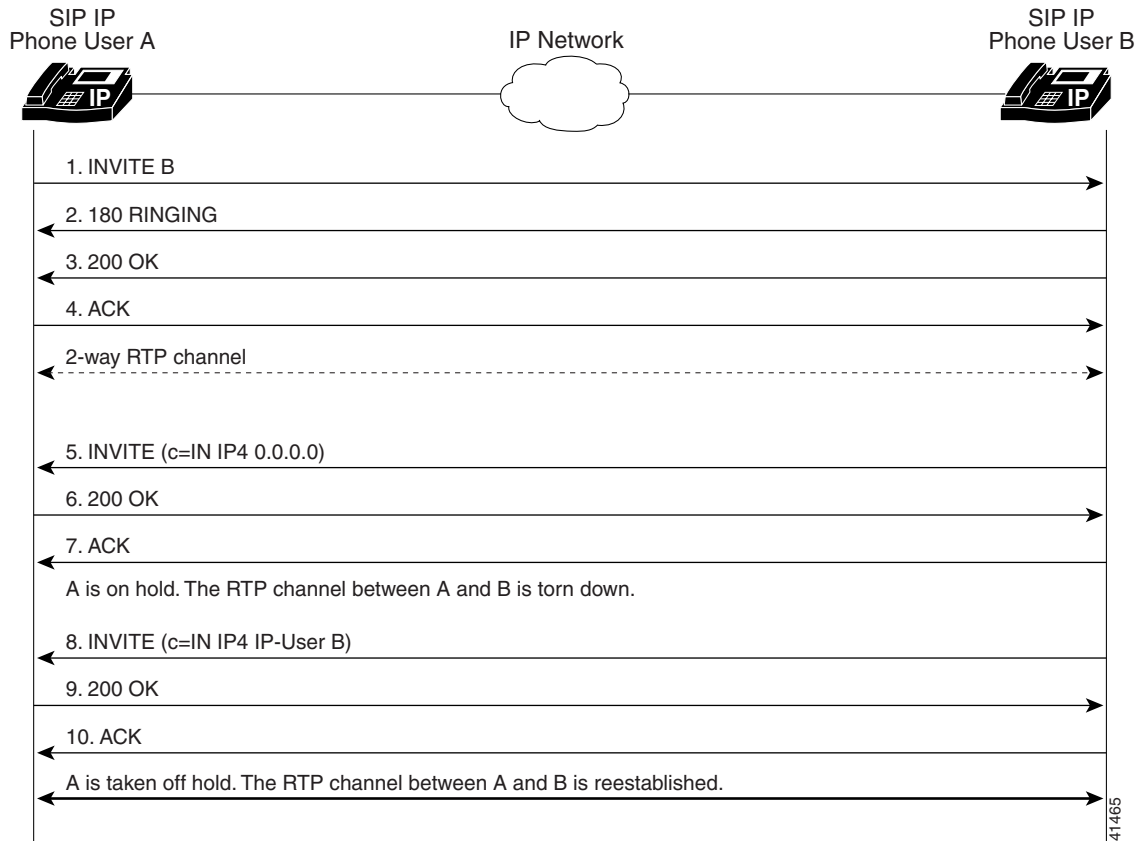 SIP IP
Phone User A
IP Network
SIP IP
Phone User B
IP
IP
1. INVITE B
2. 180 RINGING
3. 200 OK
4. ACK
2-way RTP channel
5. INVITE (c=IN IP4 0.0.0.0)
6. 200 OK
7. ACK
A is on hold. The RTP channel between A and B is torn down.
8. INVITE (c=IN IP4 IP-User B)
9. 200 OK
10. ACK
A is taken off hold. The RTP channel between A and B is reestablished.
41465